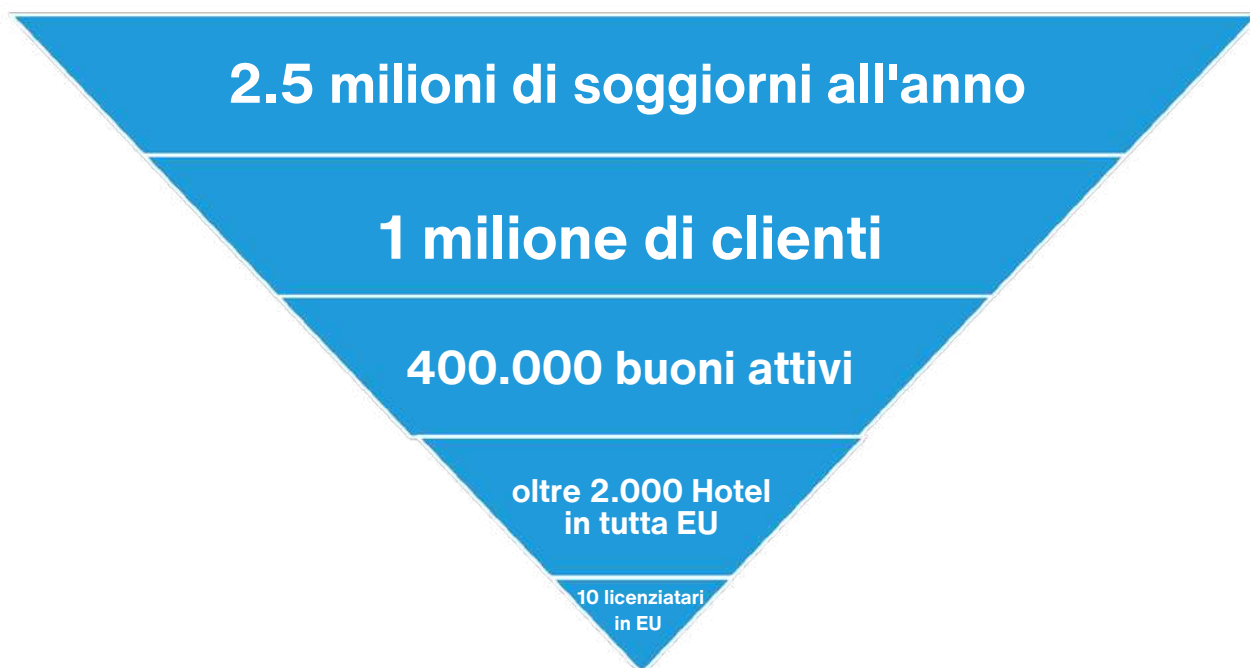 2.5 milioni di soggiorni all'anno
1 milione di clienti
400.000 buoni attivi
oltre 2.000 Hotel
in tutta EU
10 licenziatari
in EU